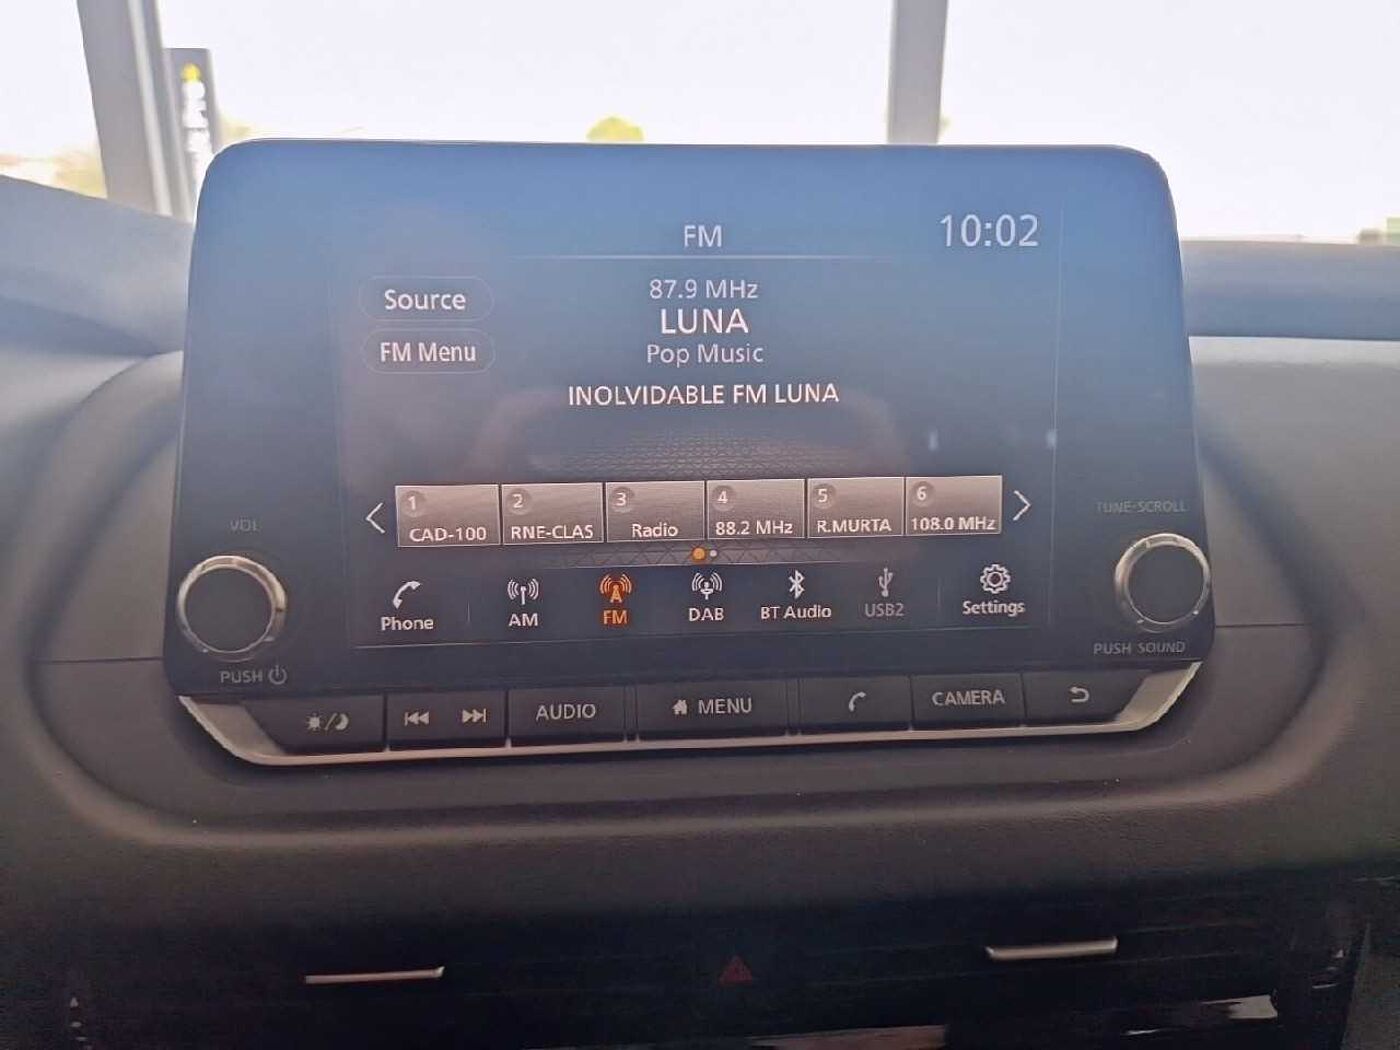 FM
10:02
Source
FM Menu
87.9 MHz
LUNA
Pop Music
INOLVIDABLE FM LUNA
1 CAD-100
2 RNE-CLAS
3 Radio
4 88.2 MHz
5 R.MURTA
6 108.0 MHz
Phone
AM
FM
DAB
BT Audio
USB2
Settings
VOL
PUSH
TUNE·SCROLL
PUSH SOUND
AUDIO
MENU
CAMERA